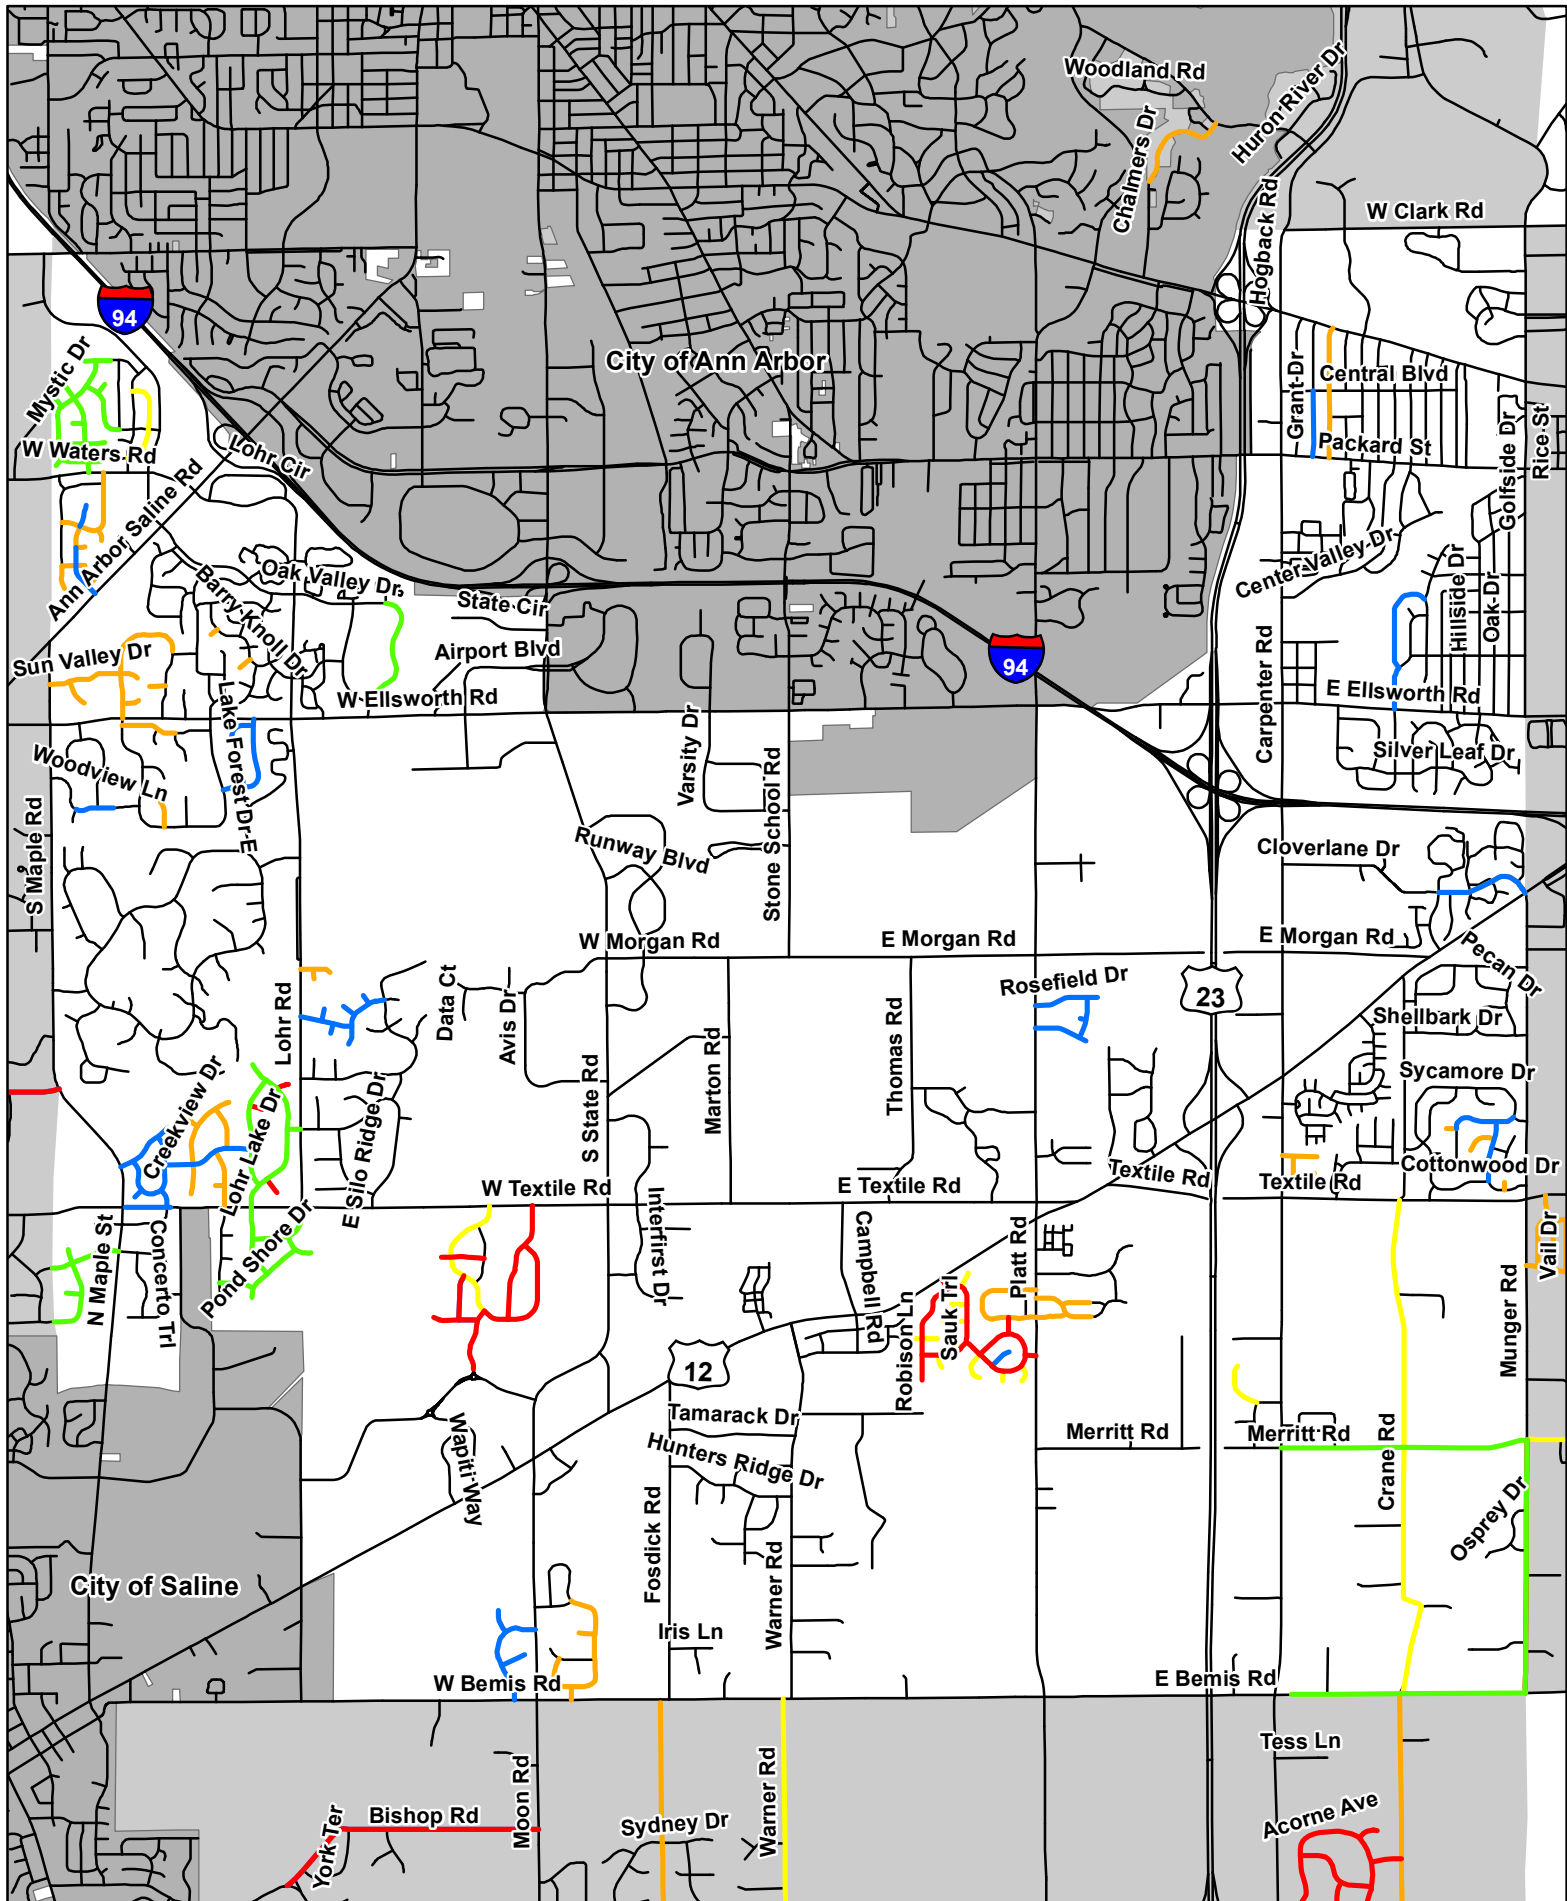 Woodland Rd
Huron River Dr
Chalmers Dr
W Clark Rd
Hogback Rd
94
Mystic Dr
City of Ann Arbor
Grant Dr
Central Blvd
W Waters Rd
Lohr Cir
Packard St
Golfside Dr
Rice St
Ann Arbor Saline Rd
Oak Valley Dr
Barry Knoll Dr
State Cir
Center Valley Dr
Hillside Dr
Oak Dr
Sun Valley Dr
Airport Blvd
94
Carpenter Rd
W Ellsworth Rd
E Ellsworth Rd
Lake Forest Dr E
Varsity Dr
Silver Leaf Dr
Woodview Ln
Stone School Rd
S Maple Rd
Runway Blvd
Cloverlane Dr
W Morgan Rd
E Morgan Rd
E Morgan Rd
Pecan Dr
Data Ct
Avis Dr
Lohr Rd
Rosefield Dr
23
Thomas Rd
Shellbark Dr
Marton Rd
S State Rd
Creekview Dr
Sycamore Dr
Lohr Lake Dr
E Silo Ridge Dr
Cottonwood Dr
W Textile Rd
E Textile Rd
Textile Rd
Textile Rd
Pond Shore Dr
N Maple St
Concerto Trl
Interfirst Dr
Campbell Rd
Platt Rd
Vail Dr
Munger Rd
Robison Ln
Sauk Trl
12
Tamarack Dr
Merritt Rd
Merritt Rd
Crane Rd
Wapiti Way
Hunters Ridge Dr
Fosdick Rd
Osprey Dr
Warner Rd
City of Saline
Iris Ln
W Bemis Rd
E Bemis Rd
Tess Ln
Moon Rd
Warner Rd
Bishop Rd
York Ter
Sydney Dr
Acorne Ave